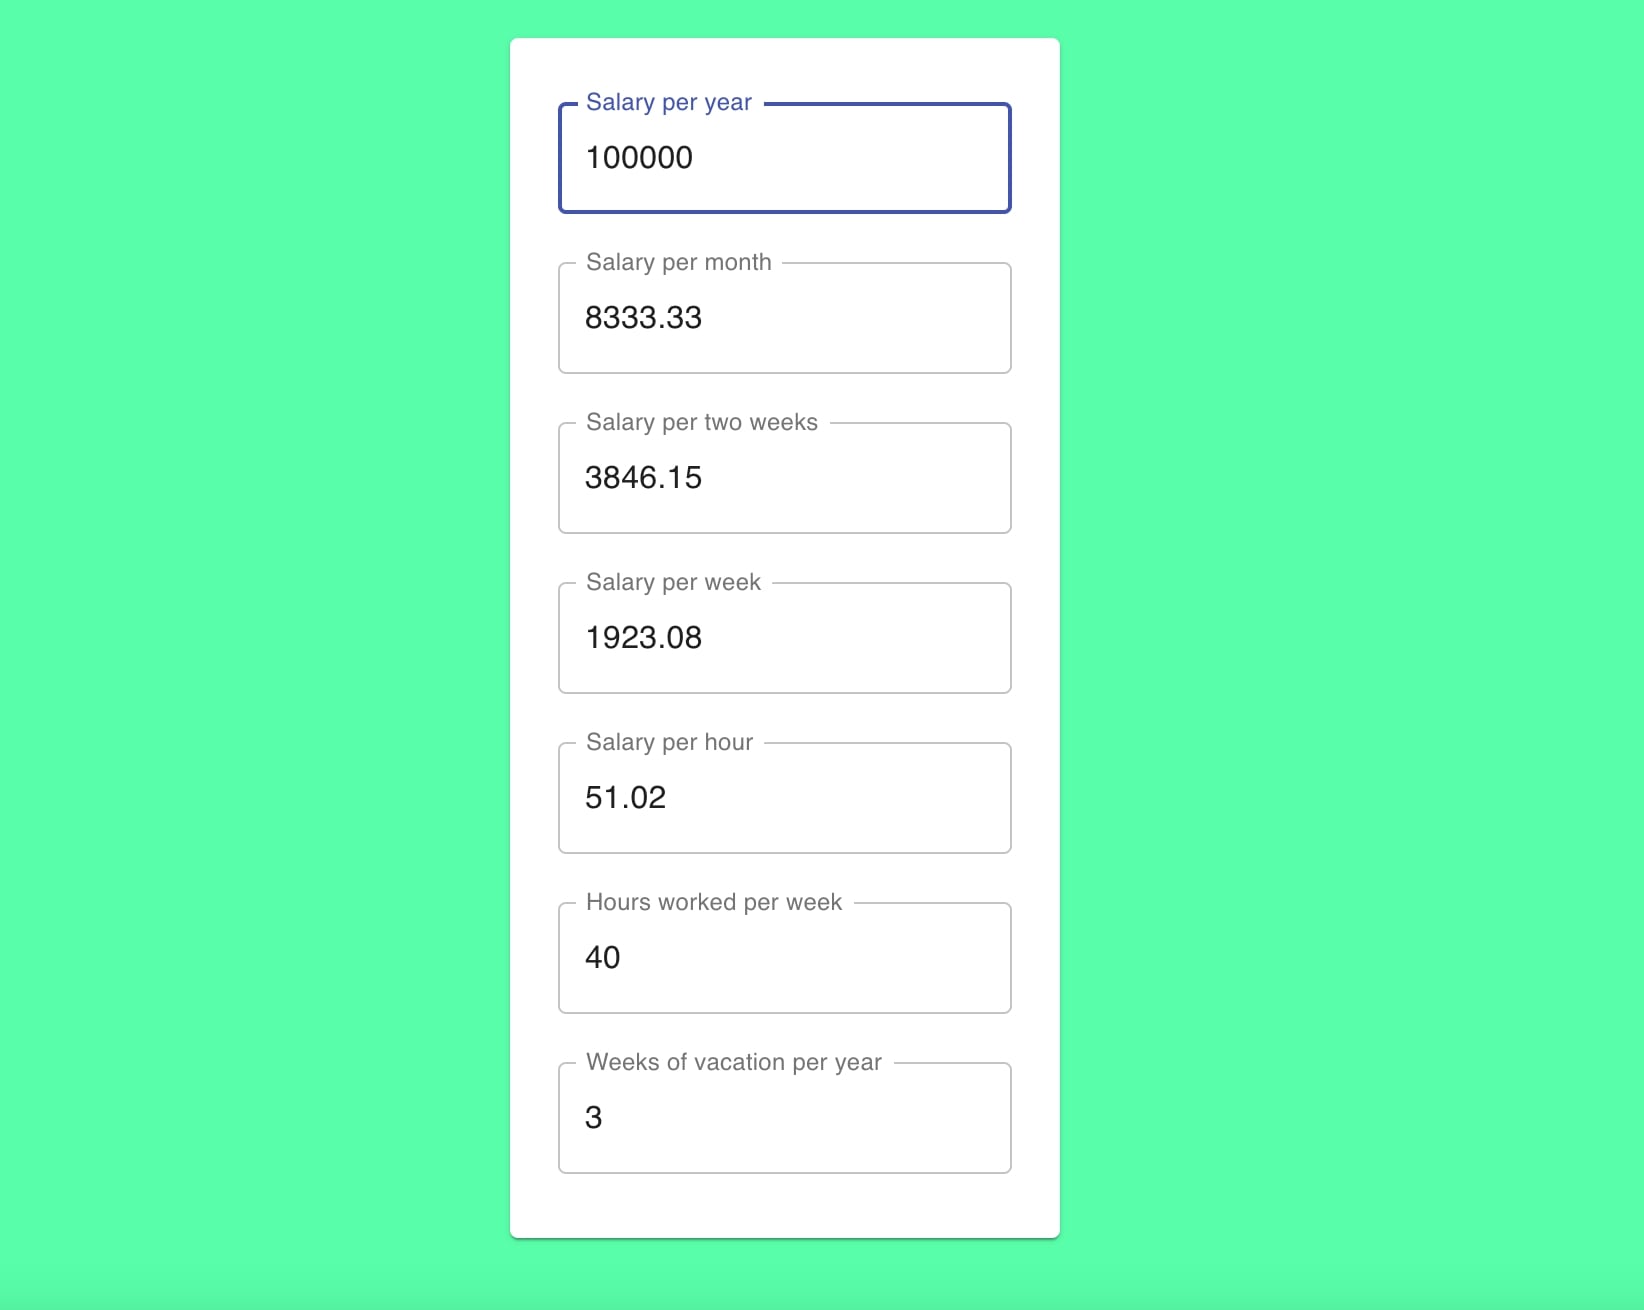 Salary per year
100000
Salary per month
8333.33
Salary per two weeks
3846.15
Salary per week
1923.08
Salary per hour
51.02
Hours worked per week
40
Weeks of vacation per year
3